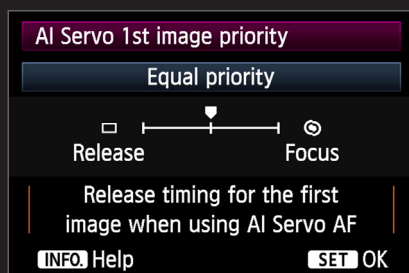 AI Servo 1st image priority
Equal priority
Release Focus
Release timing for the first
image when using AI Servo AF
INFO. Help SET OK